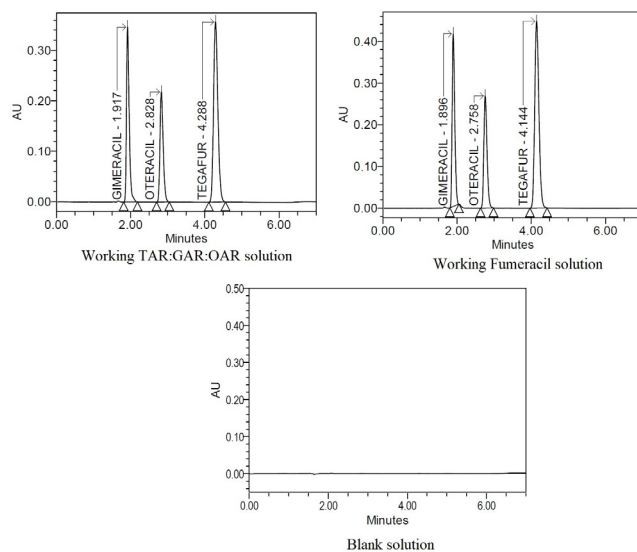 0.30
0.20
0.10
0.00
AU
GIMERACIL - 1.917
OTERACIL - 2.828
TEGAFUR - 4.288
0.00 2.00 4.00 6.00
Minutes
Working TAR:GAR:OAR solution
0.40
0.30
0.20
0.10
0.00
AU
GIMERACIL - 1.896
OTERACIL - 2.758
TEGAFUR - 4.144
0.00 2.00 4.00 6.00
Minutes
Working Fumeracil solution
0.50
0.40
0.30
0.20
0.10
0.00
AU
0.00 2.00 4.00 6.00
Minutes
Blank solution